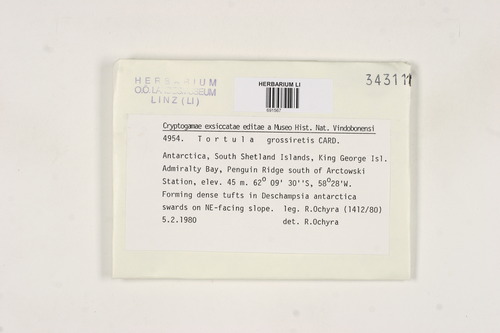 HERBARIUM
O.Ö. LANDESMUSEUM
LINZ (LI)
HERBARIUM LI
343111
Cryptogamae exsiccatae editae a Museo Hist. Nat. Vindobonensi
4954. Tortula grossiretis CARD.
Antarctica, South Shetland Islands, King George Isl.
Admiralty Bay, Penguin Ridge south of Arctowski
Station, elev. 45 m. 62º 09' 30''S, 58º28'W.
Forming dense tufts in Deschampsia antarctica
swards on NE-facing slope. leg. R.Ochyra (1412/80)
5.2.1980 det. R.Ochyra